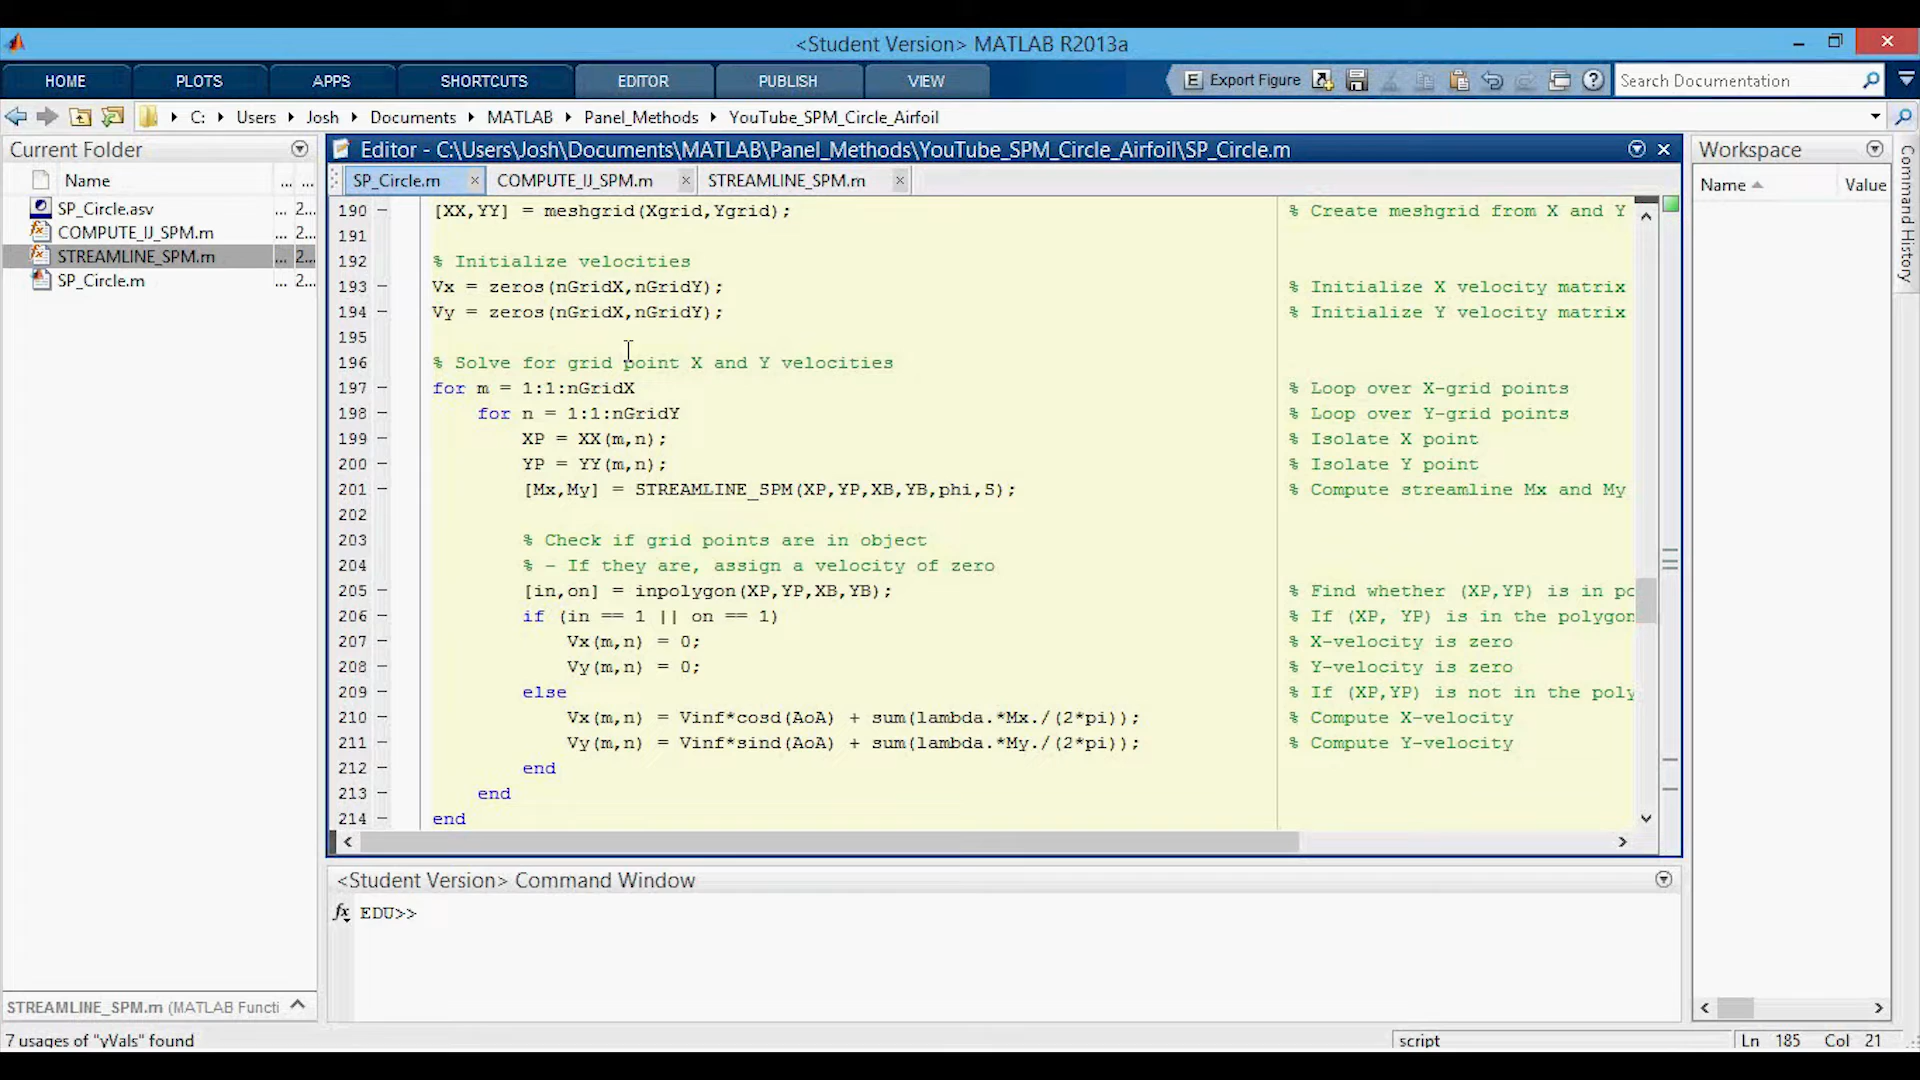 <Student Version> MATLAB R2013a
HOME PLOTS APPS SHORTCUTS EDITOR PUBLISH VIEW
E Export Figure
Search Documentation
C: Users Josh Documents MATLAB Panel_Methods YouTube_SPM_Circle_Airfoil
Current Folder
Name ... ...
SP_Circle.asv ... 2...
COMPUTE_IJ_SPM.m ... 2...
STREAMLINE_SPM.m ... 2...
SP_Circle.m ... 2...
Editor - C:\Users\Josh\Documents\MATLAB\Panel_Methods\YouTube_SPM_Circle_Airfoil\SP_Circle.m
SP_Circle.m × COMPUTE_IJ_SPM.m × STREAMLINE_SPM.m ×
190 - [XX,YY] = meshgrid(Xgrid,Ygrid); % Create meshgrid from X and Y
191
192 % Initialize velocities
193 - Vx = zeros(nGridX,nGridY); % Initialize X velocity matrix
194 - Vy = zeros(nGridX,nGridY); % Initialize Y velocity matrix
195
196 % Solve for grid point X and Y velocities
197 - for m = 1:1:nGridX % Loop over X-grid points
198 - for n = 1:1:nGridY % Loop over Y-grid points
199 - XP = XX(m,n); % Isolate X point
200 - YP = YY(m,n); % Isolate Y point
201 - [Mx,My] = STREAMLINE_SPM(XP,YP,XB,YB,phi,S); % Compute streamline Mx and My
202
203 % Check if grid points are in object
204 % - If they are, assign a velocity of zero
205 - [in,on] = inpolygon(XP,YP,XB,YB); % Find whether (XP,YP) is in po
206 - if (in == 1 || on == 1) % If (XP, YP) is in the polygon
207 - Vx(m,n) = 0; % X-velocity is zero
208 - Vy(m,n) = 0; % Y-velocity is zero
209 - else % If (XP,YP) is not in the poly
210 - Vx(m,n) = Vinf*cosd(AoA) + sum(lambda.*Mx./(2*pi)); % Compute X-velocity
211 - Vy(m,n) = Vinf*sind(AoA) + sum(lambda.*My./(2*pi)); % Compute Y-velocity
212 - end
213 - end
214 - end
<Student Version> Command Window
fx EDU>>
Workspace
Name Value
Command History
STREAMLINE_SPM.m (MATLAB Functi
7 usages of "yVals" found
script
Ln 185 Col 21